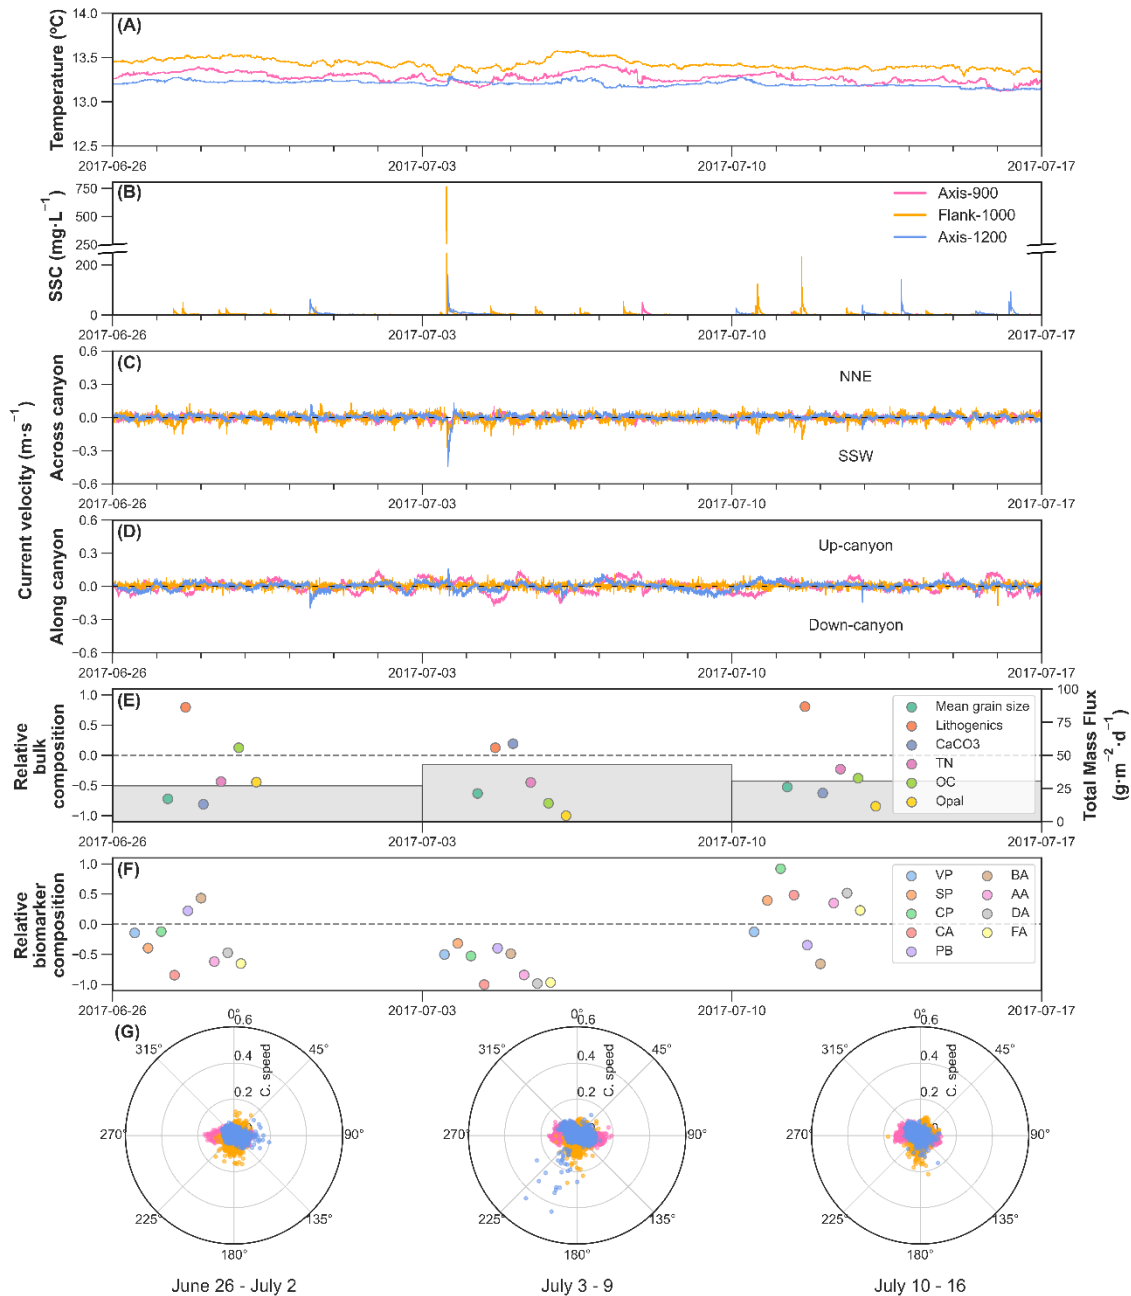 (A)
Temperature (ºC)
14.0
13.5
13.0
12.5
2017-06-26
2017-07-03
2017-07-10
2017-07-17
(B)
SSC (mg·L⁻¹)
750
500
250
200
0
Axis-900
Flank-1000
Axis-1200
2017-06-26
2017-07-03
2017-07-10
2017-07-17
Current velocity (m·s⁻¹)
(C)
Across canyon
0.6
0.3
0.0
−0.3
−0.6
NNE
SSW
2017-06-26
2017-07-03
2017-07-10
2017-07-17
(D)
Along canyon
0.6
0.3
0.0
−0.3
−0.6
Up-canyon
Down-canyon
2017-06-26
2017-07-03
2017-07-10
2017-07-17
(E)
Relative
bulk
composition
1.0
0.5
0.0
−0.5
−1.0
Mean grain size
Lithogenics
CaCO3
TN
OC
Opal
100
75
50
25
0
Total Mass Flux
(g·m⁻²·d⁻¹)
2017-06-26
2017-07-03
2017-07-10
2017-07-17
(F)
Relative
biomarker
composition
1.0
0.5
0.0
−0.5
−1.0
VP
SP
CP
CA
PB
BA
AA
DA
FA
2017-06-26
2017-07-03
2017-07-10
2017-07-17
(G)
0°
0.6
315°
45°
0.4
C. speed
0.2
270°
90°
225°
135°
180°
June 26 - July 2
0°
0.6
315°
45°
0.4
C. speed
0.2
270°
90°
225°
135°
180°
July 3 - 9
0°
0.6
315°
45°
0.4
C. speed
0.2
270°
90°
225°
135°
180°
July 10 - 16